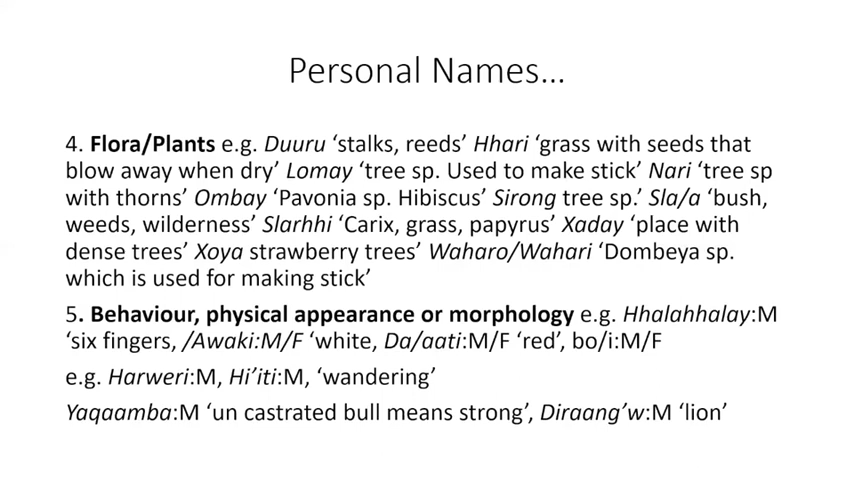 Personal Names...
4. Flora/Plants e.g. Duuru ‘stalks, reeds’ Hhari ‘grass with seeds that
blow away when dry’ Lomay ‘tree sp. Used to make stick’ Nari ‘tree sp
with thorns’ Ombay ‘Pavonia sp. Hibiscus’ Sirong tree sp.’ Sla/a ‘bush,
weeds, wilderness’ Slarhhi ‘Carix, grass, papyrus’ Xaday ‘place with
dense trees’ Xoya strawberry trees’ Waharo/Wahari ‘Dombeya sp.
which is used for making stick’
5. Behaviour, physical appearance or morphology e.g. Hhalahhalay:M
‘six fingers, /Awaki:M/F ‘white, Da/aati:M/F ‘red’, bo/i:M/F
e.g. Harweri:M, Hi’iti:M, ‘wandering’
Yaqaamba:M ‘un castrated bull means strong’, Diraang’w:M ‘lion’